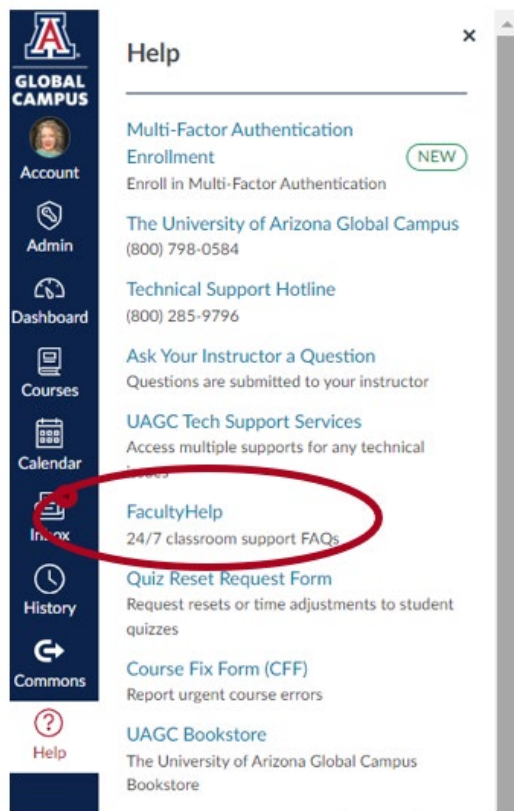 GLOBAL
CAMPUS
Account
Admin
Dashboard
Courses
Calendar
Inbox
History
Commons
Help
Help
Multi-Factor Authentication
Enrollment
NEW
Enroll in Multi-Factor Authentication
The University of Arizona Global Campus
(800) 798-0584
Technical Support Hotline
(800) 285-9796
Ask Your Instructor a Question
Questions are submitted to your instructor
UAGC Tech Support Services
Access multiple supports for any technical
issues
FacultyHelp
24/7 classroom support FAQs
Quiz Reset Request Form
Request resets or time adjustments to student
quizzes
Course Fix Form (CFF)
Report urgent course errors
UAGC Bookstore
The University of Arizona Global Campus
Bookstore